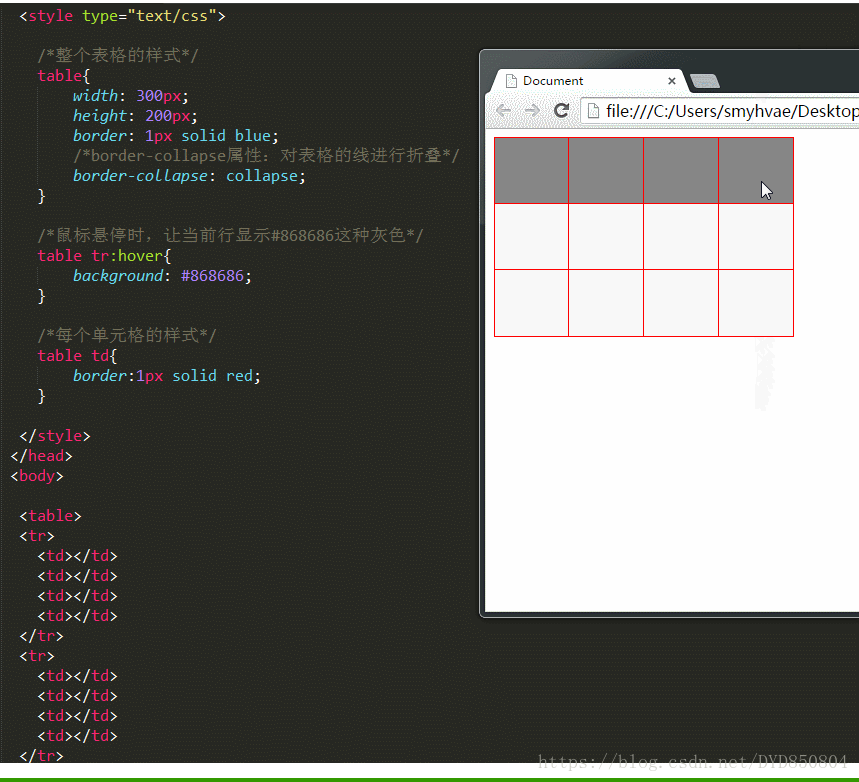 <style type="text/css">
/*整个表格的样式*/
table{
width: 300px;
height: 200px;
border: 1px solid blue;
/*border-collapse属性：对表格的线进行折叠*/
border-collapse: collapse;
}
/*鼠标悬停时，让当前行显示#868686这种灰色*/
table tr:hover{
background: #868686;
}
/*每个单元格的样式*/
table td{
border:1px solid red;
}
</style>
</head>
<body>
<table>
<tr>
<td></td>
<td></td>
<td></td>
<td></td>
</tr>
<tr>
<td></td>
<td></td>
<td></td>
<td></td>
</tr>
Document
file:///C:/Users/smyhvae/Desktop
https://blog.csdn.net/DYD850804